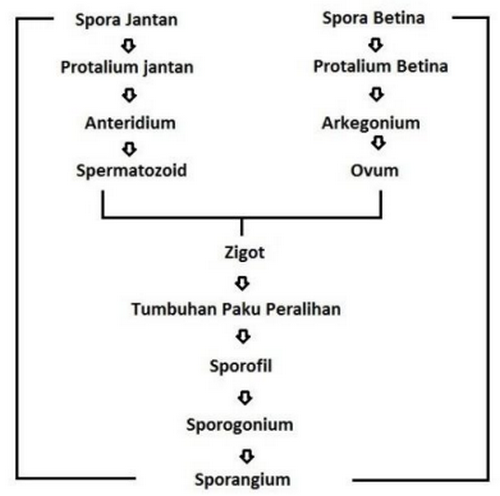 Spora Jantan
Spora Betina
Protalium jantan
Protalium Betina
Anteridium
Arkegonium
Spermatozoid
Ovum
Zigot
Tumbuhan Paku Peralihan
Sporofil
Sporogonium
Sporangium